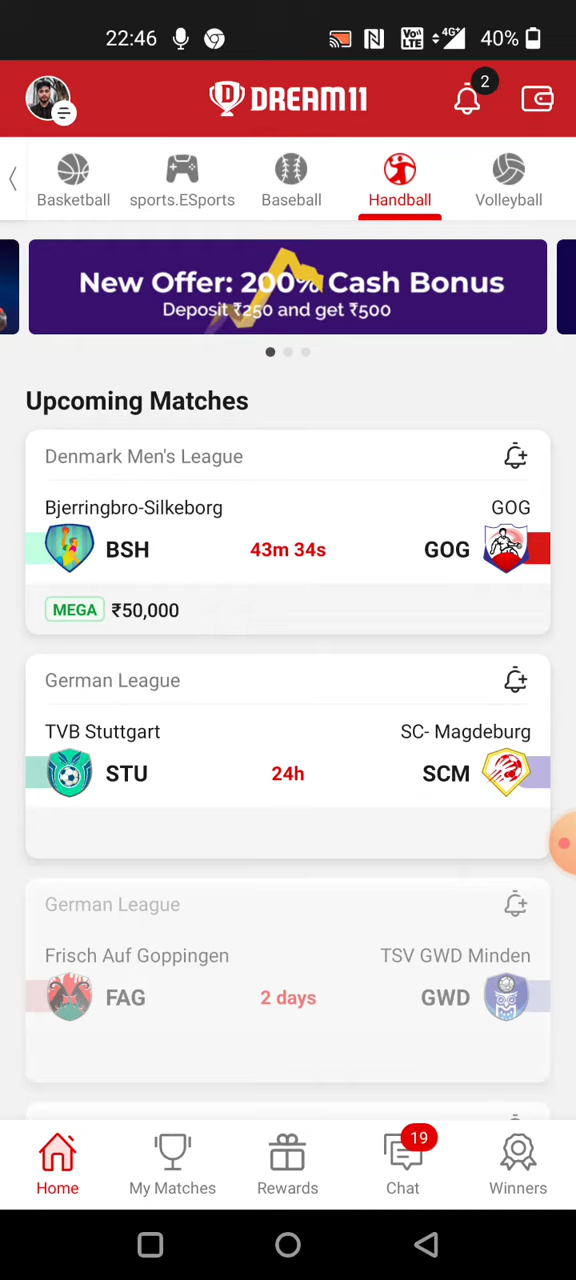 22:46
Vo) LTE 4G+ 40%
DREAM11
2
Basketball sports.ESports Baseball Handball Volleyball
New Offer: 200% Cash Bonus
Deposit ₹250 and get ₹500
Upcoming Matches
Denmark Men's League
Bjerringbro-Silkeborg GOG
BSH 43m 34s GOG
MEGA ₹50,000
German League
TVB Stuttgart SC- Magdeburg
STU 24h SCM
German League
Frisch Auf Goppingen TSV GWD Minden
FAG 2 days GWD
19
Home My Matches Rewards Chat Winners